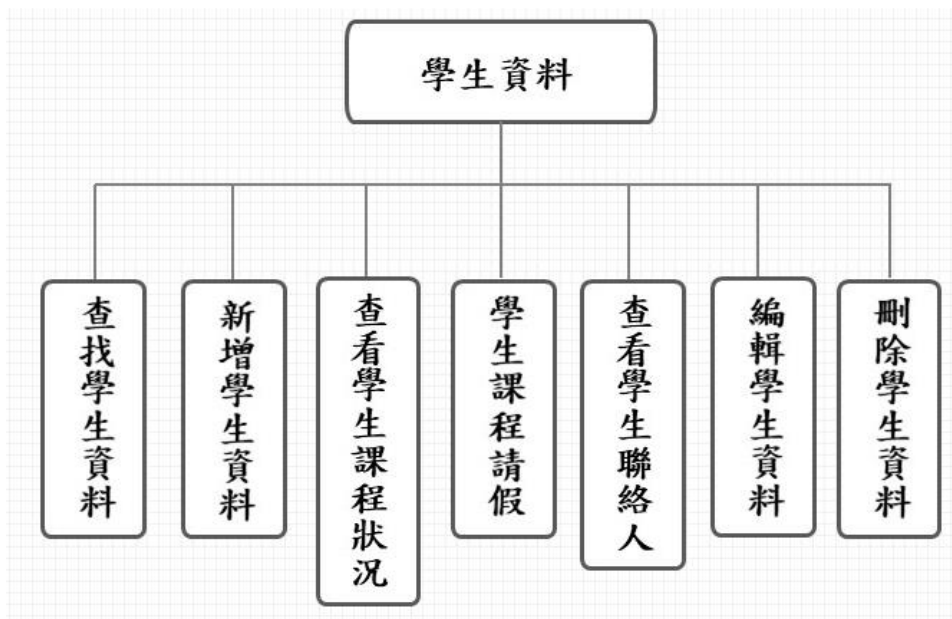 學生資料
查找學生資料
新增學生資料
查看學生課程狀況
學生課程請假
查看學生聯絡人
編輯學生資料
刪除學生資料